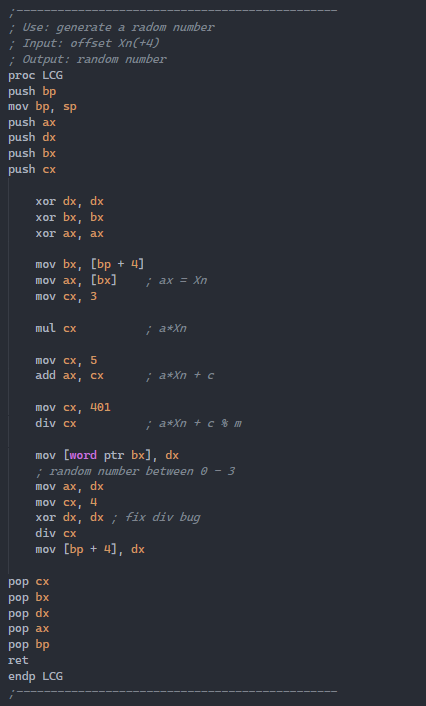 ;-----------------------------------------------
; Use: generate a radom number
; Input: offset Xn(+4)
; Output: random number
proc LCG
push bp
mov bp, sp
push ax
push dx
push bx
push cx
xor dx, dx
xor bx, bx
xor ax, ax
mov bx, [bp + 4]
mov ax, [bx] ; ax = Xn
mov cx, 3
mul cx ; a*Xn
mov cx, 5
add ax, cx ; a*Xn + c
mov cx, 401
div cx ; a*Xn + c % m
mov [word ptr bx], dx
; random number between 0 - 3
mov ax, dx
mov cx, 4
xor dx, dx ; fix div bug
div cx
mov [bp + 4], dx
pop cx
pop bx
pop dx
pop ax
pop bp
ret
endp LCG
;-----------------------------------------------